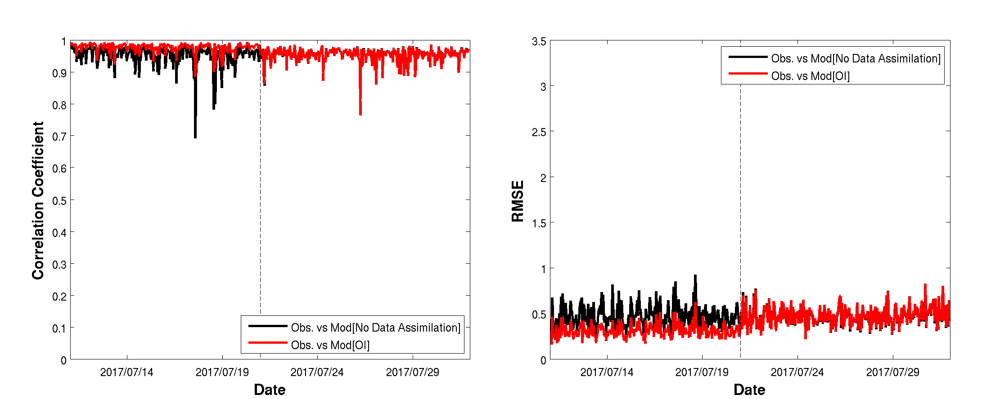 1
0.9
0.8
0.7
0.6
0.5
0.4
0.3
0.2
0.1
0
Correlation Coefficient
Obs. vs Mod[No Data Assimilation]
Obs. vs Mod[OI]
2017/07/14 2017/07/19 2017/07/24 2017/07/29
Date
3.5
3
2.5
2
1.5
1
0.5
0
RMSE
Obs. vs Mod[No Data Assimilation]
Obs. vs Mod[OI]
2017/07/14 2017/07/19 2017/07/24 2017/07/29
Date